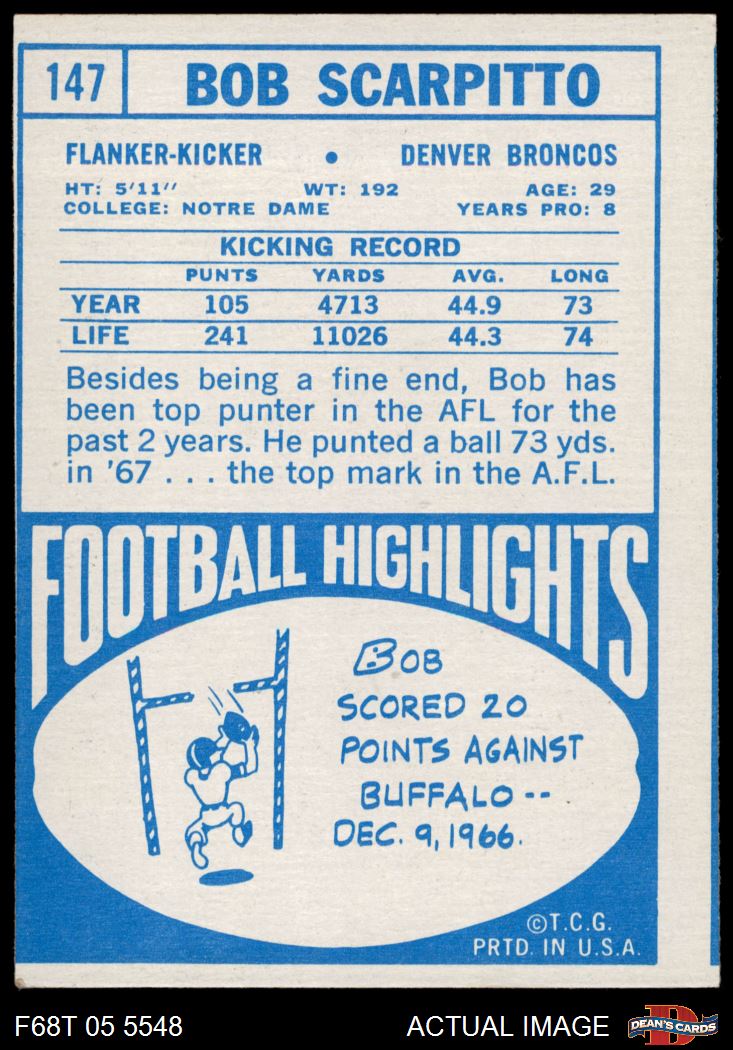 147 BOB SCARPITTO
FLANKER-KICKER • DENVER BRONCOS
HT: 5'11" WT: 192 AGE: 29
COLLEGE: NOTRE DAME YEARS PRO: 8
KICKING RECORD
PUNTS YARDS AVG. LONG
YEAR 105 4713 44.9 73
LIFE 241 11026 44.3 74
Besides being a fine end, Bob has
been top punter in the AFL for the
past 2 years. He punted a ball 73 yds.
in '67 . . . the top mark in the A.F.L.
FOOTBALL HIGHLIGHTS
BOB
SCORED 20
POINTS AGAINST
BUFFALO --
DEC. 9, 1966.
©T.C.G.
PRTD. IN U.S.A.
F68T 05 5548 ACTUAL IMAGE D DEAN'S CARDS